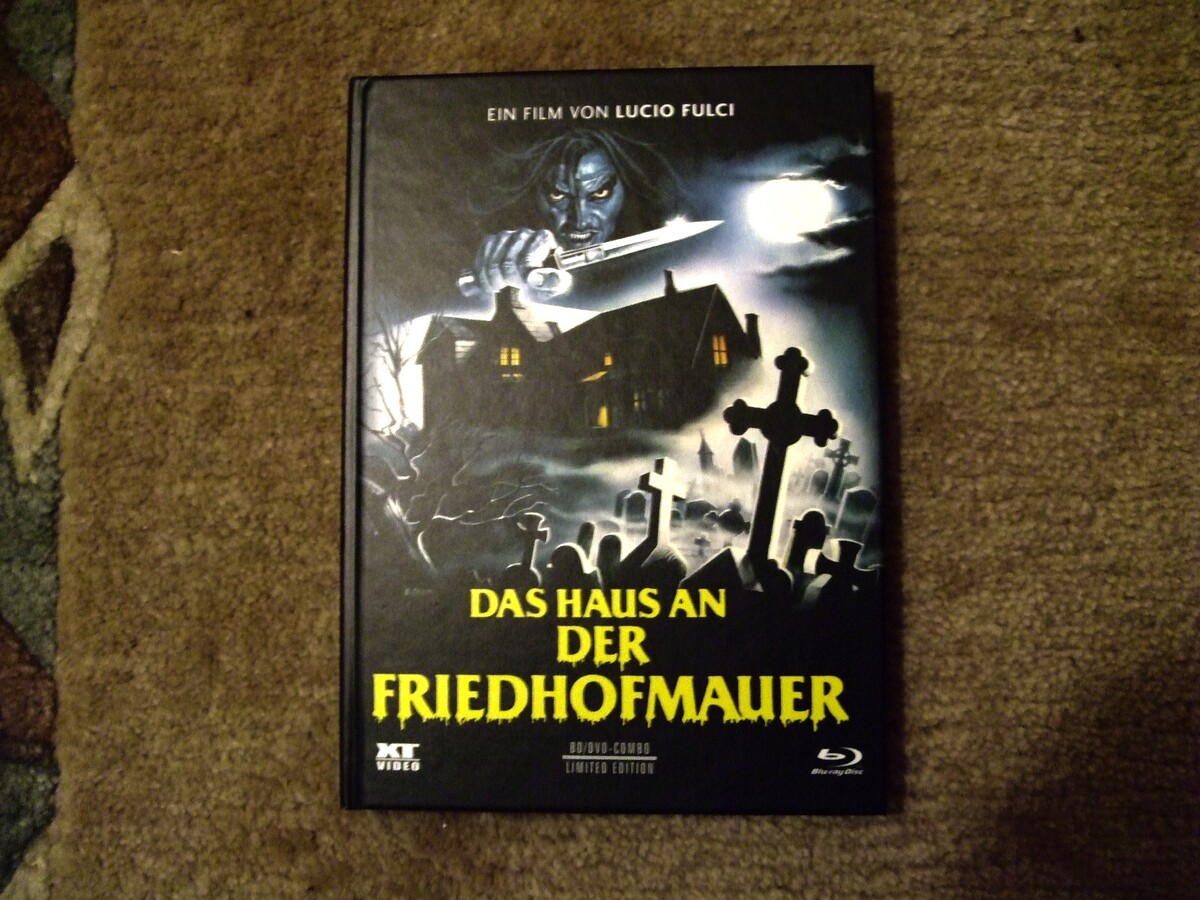 EIN FILM VON LUCIO FULCI
DAS HAUS AN
DER
FRIEDHOFMAUER
XT
VIDEO
BD/DVD-COMBO
LIMITED EDITION
Blu-ray Disc